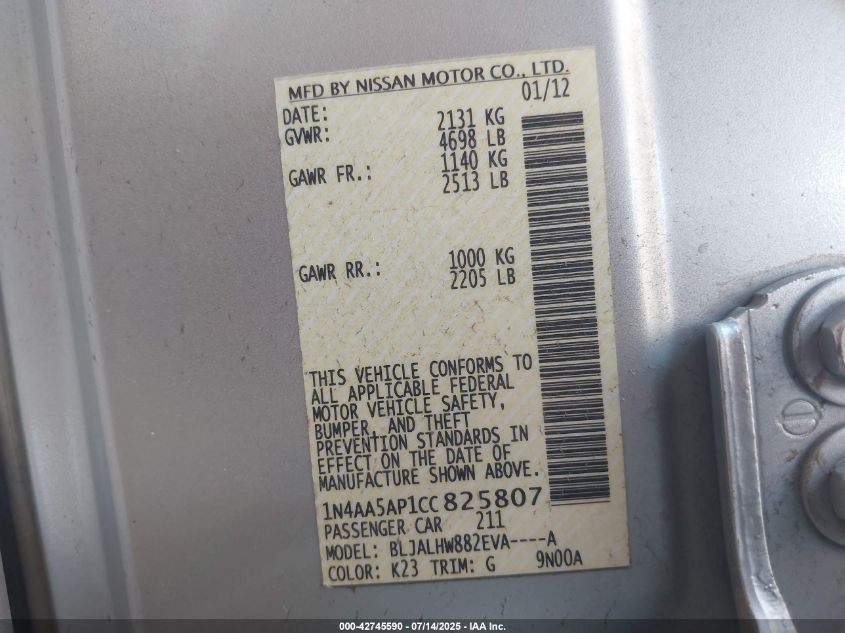 MFD BY NISSAN MOTOR CO., LTD.
DATE: 01/12
GVWR: 2131 KG
4698 LB
GAWR FR.: 1140 KG
2513 LB
GAWR RR.: 1000 KG
2205 LB
THIS VEHICLE CONFORMS TO
ALL APPLICABLE FEDERAL
MOTOR VEHICLE SAFETY,
BUMPER, AND THEFT
PREVENTION STANDARDS IN
EFFECT ON THE DATE OF
MANUFACTURE SHOWN ABOVE.
1N4AA5AP1CC825807
PASSENGER CAR 211
MODEL: BLJALHW882EVA----A
COLOR: K23 TRIM: G 9N00A
000-42745590 - 07/14/2025 - IAA Inc.